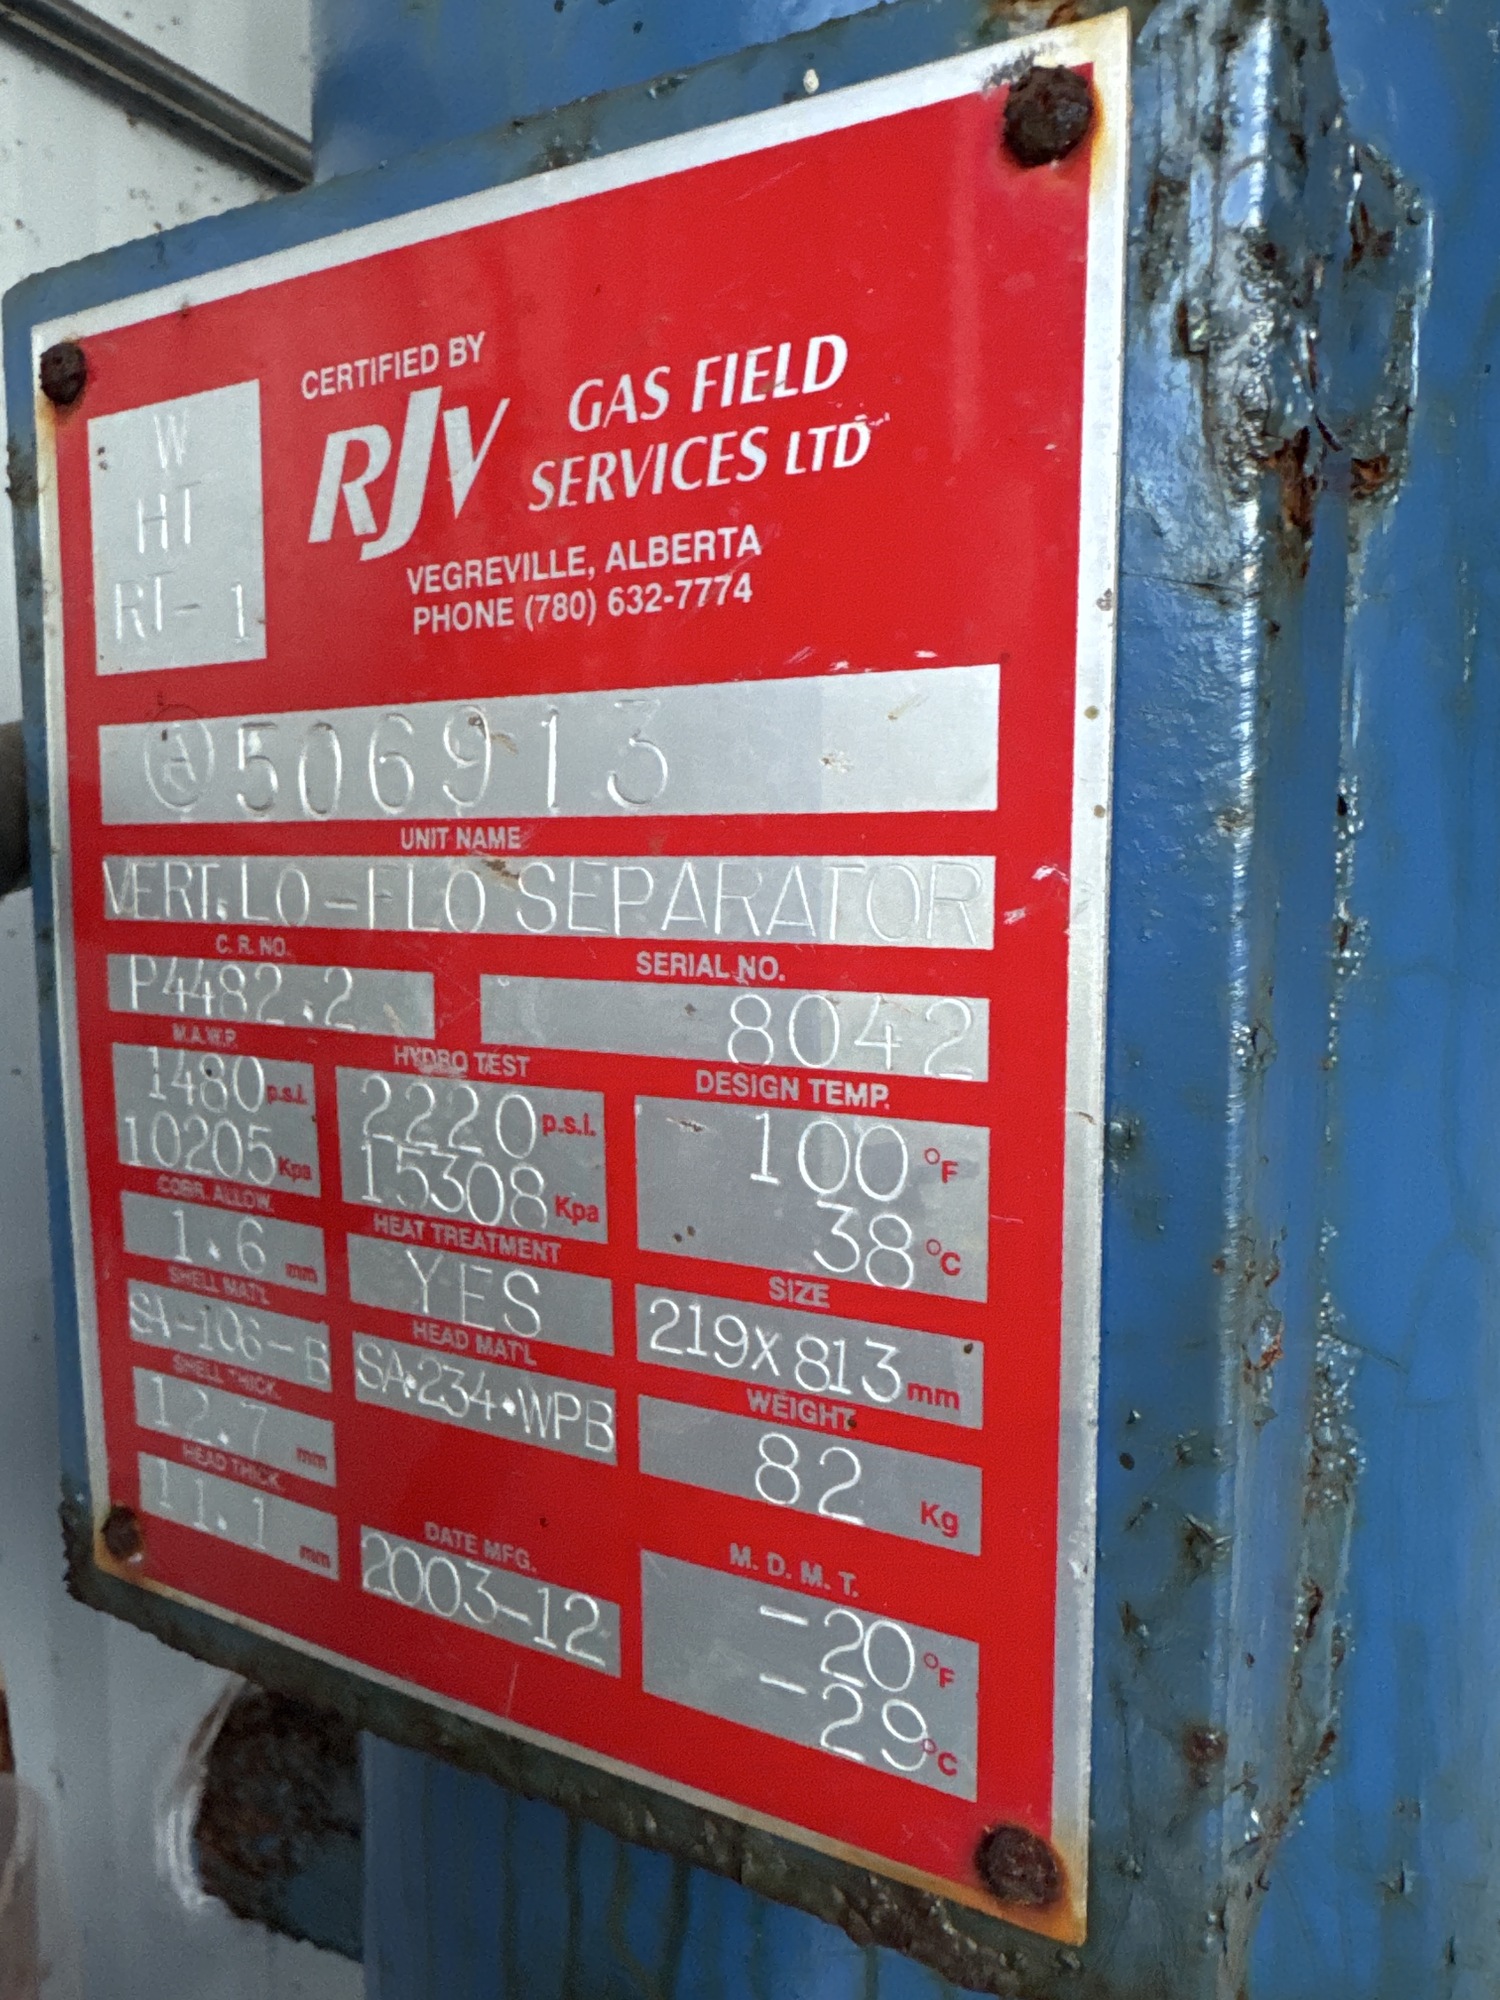 W
HT
RT-1
CERTIFIED BY
RJV GAS FIELD
SERVICES LTD
VEGREVILLE, ALBERTA
PHONE (780) 632-7774
Ⓐ506913
UNIT NAME
VERT.LO-FLO SEPARATOR
C. R. NO.
P4482.2
SERIAL NO.
8042
M.A.W.P.
1480 p.s.i.
10205 Kpa
HYDRO TEST
2220 p.s.i.
15308 Kpa
DESIGN TEMP.
100 °F
38 °C
CORR. ALLOW.
1.6 mm
HEAT TREATMENT
YES
SIZE
219X813 mm
SHELL MAT'L
SA-106-B
HEAD MAT'L
SA•234•WPB
WEIGHT
82 Kg
SHELL THICK.
12.7 mm
HEAD THICK.
11.1 mm
DATE MFG.
2003-12
M. D. M. T.
-20 °F
-29 °C